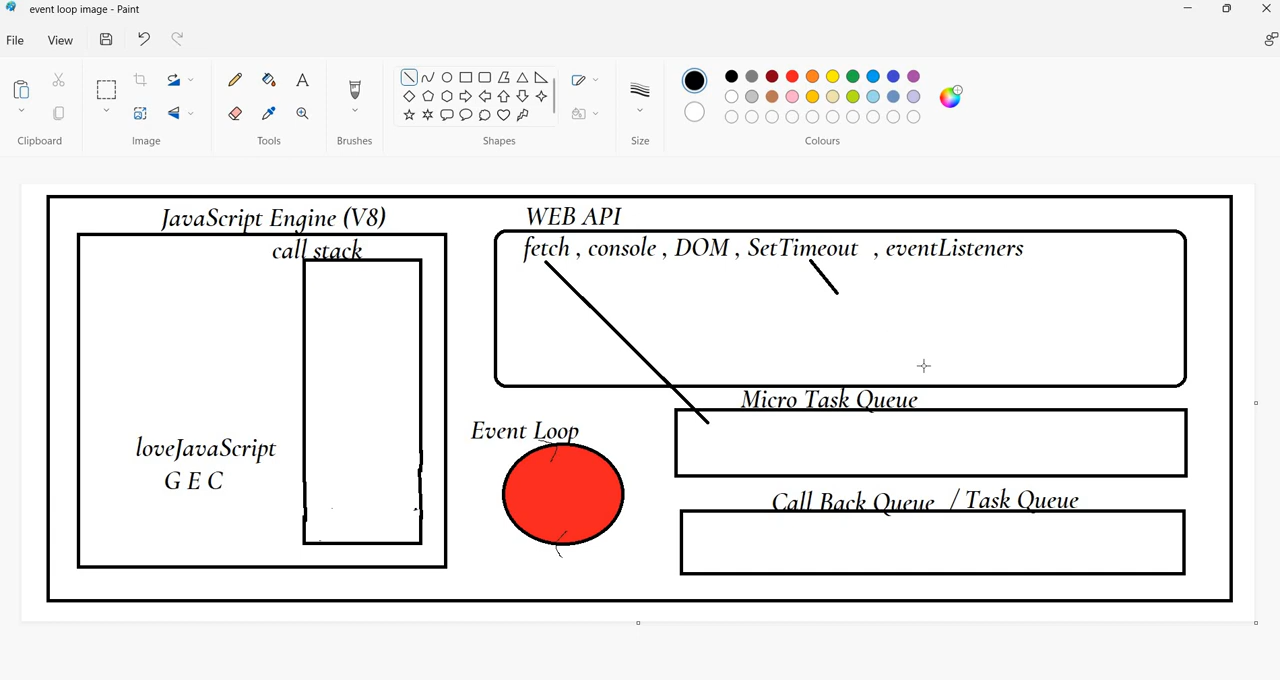 event loop image - Paint
File View
Clipboard Image Tools Brushes Shapes Size Colours
JavaScript Engine (V8)
call stack
loveJavaScript
G E C
WEB API
fetch , console , DOM , SetTimeout , eventListeners
Micro Task Queue
Event Loop
Call Back Queue / Task Queue